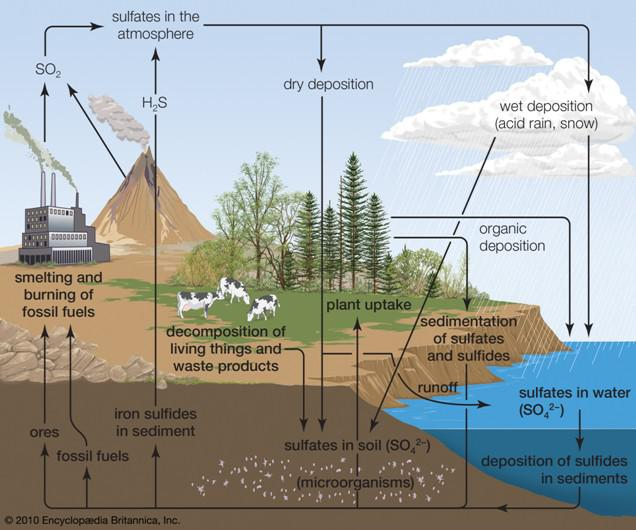 sulfates in the
atmosphere
SO₂
dry deposition
H₂S
wet deposition
(acid rain, snow)
organic
deposition
smelting and
burning of
fossil fuels
plant uptake
decomposition of
living things and
waste products
sedimentation
of sulfates
and sulfides
runoff
sulfates in water
(SO₄²⁻)
iron sulfides
in sediment
ores
fossil fuels
sulfates in soil (SO₄²⁻)
(microorganisms)
deposition of sulfides
in sediments
© 2010 Encyclopædia Britannica, Inc.